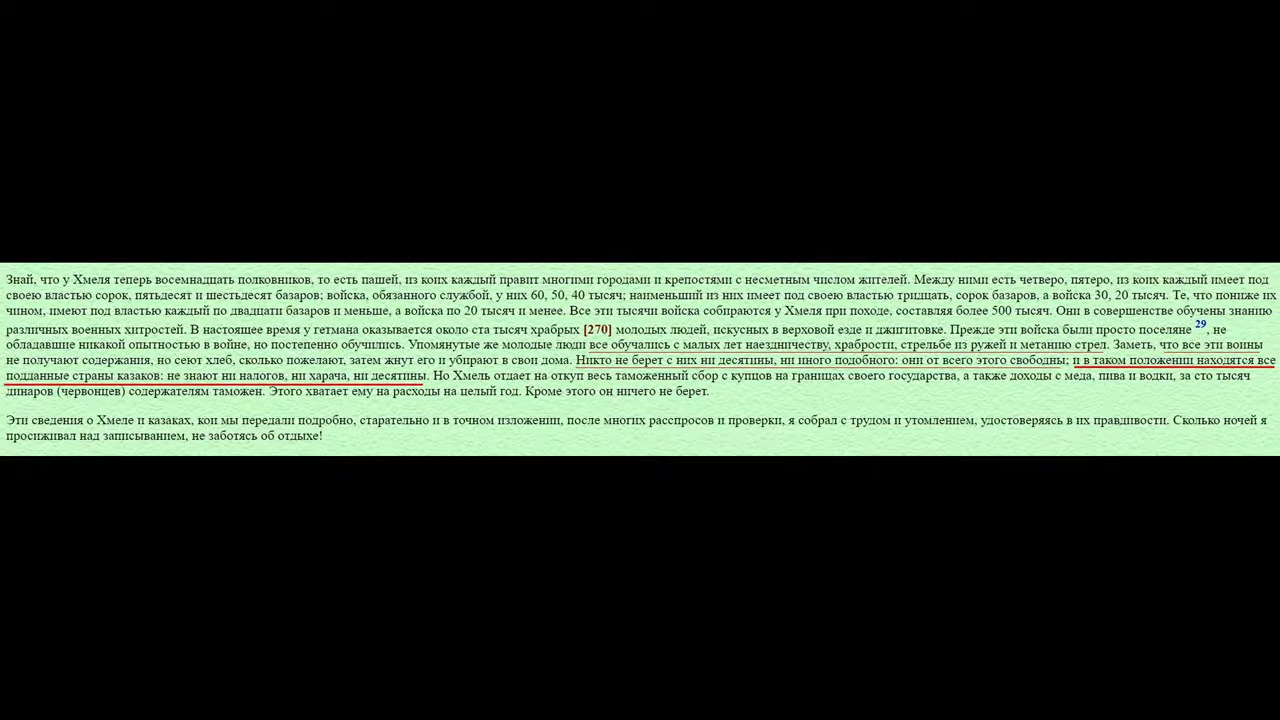 Знай, что у Хмеля теперь восемнадцать полковников, то есть пашей, из коих каждый правит многими городами и крепостями с несметным числом жителей. Между ними есть четверо, пятеро, из коих каждый имеет под
своею властью сорок, пятьдесят и шестьдесят базаров; войска, обязанного службой, у них 60, 50, 40 тысяч; наименьший из них имеет под своею властью тридцать, сорок базаров, а войска 30, 20 тысяч. Те, что пониже их
чином, имеют под властью каждый по двадцати базаров и меньше, а войска по 20 тысяч и менее. Все эти тысячи войска собираются у Хмеля при походе, составляя более 500 тысяч. Они в совершенстве обучены знанию
различных военных хитростей. В настоящее время у гетмана оказывается около ста тысяч храбрых [270] молодых людей, искусных в верховой езде и джигитовке. Прежде эти войска были просто поселяне 29, не
обладавшие никакой опытностью в войне, но постепенно обучились. Упомянутые же молодые люди все обучались с малых лет наездничеству, храбрости, стрельбе из ружей и метанию стрел. Заметь, что все эти воины
не получают содержания, но сеют хлеб, сколько пожелают, затем жнут его и убирают в свои дома. Никто не берет с них ни десятины, ни иного подобного: они от всего этого свободны; и в таком положении находятся все
подданные страны казаков: не знают ни налогов, ни харача, ни десятины. Но Хмель отдает на откуп весь таможенный сбор с купцов на границах своего государства, а также доходы с меда, пива и водки, за сто тысяч
динаров (червонцев) содержателям таможен. Этого хватает ему на расходы на целый год. Кроме этого он ничего не берет.
Эти сведения о Хмеле и казаках, кои мы передали подробно, старательно и в точном изложении, после многих расспросов и проверки, я собрал с трудом и утомлением, удостоверяясь в их правдивости. Сколько ночей я
просиживал над записыванием, не заботясь об отдыхе!